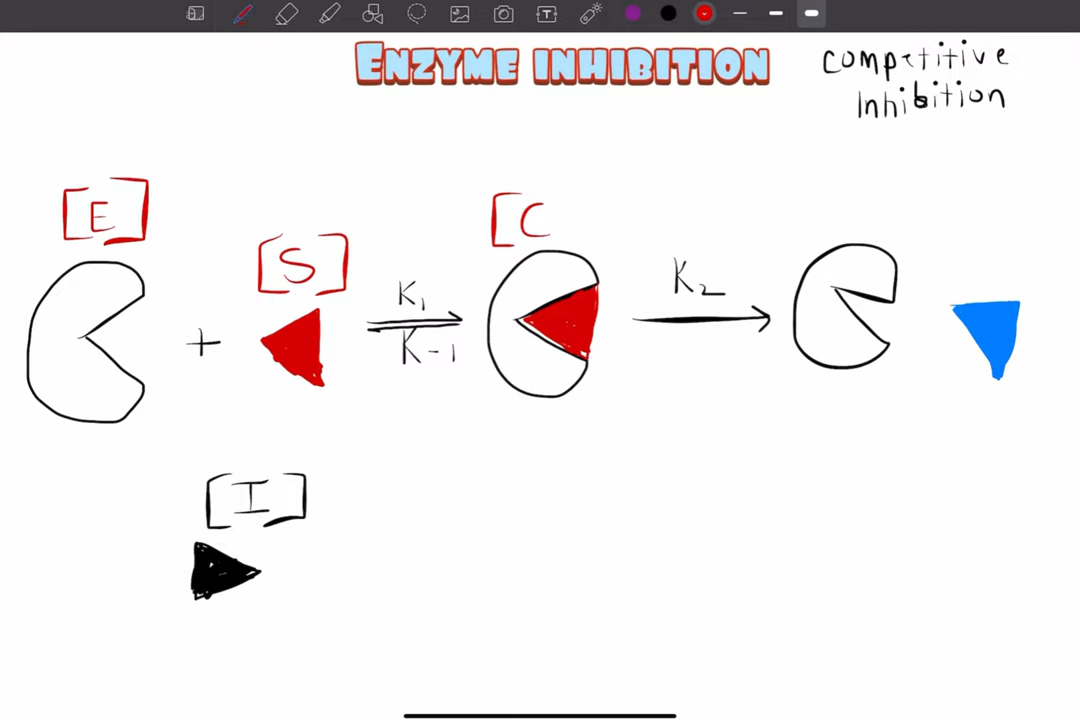 ENZYME INHIBITION
competitive
Inhibition
[E]
[S]
[C
+
K1
K-1
K2
[I]